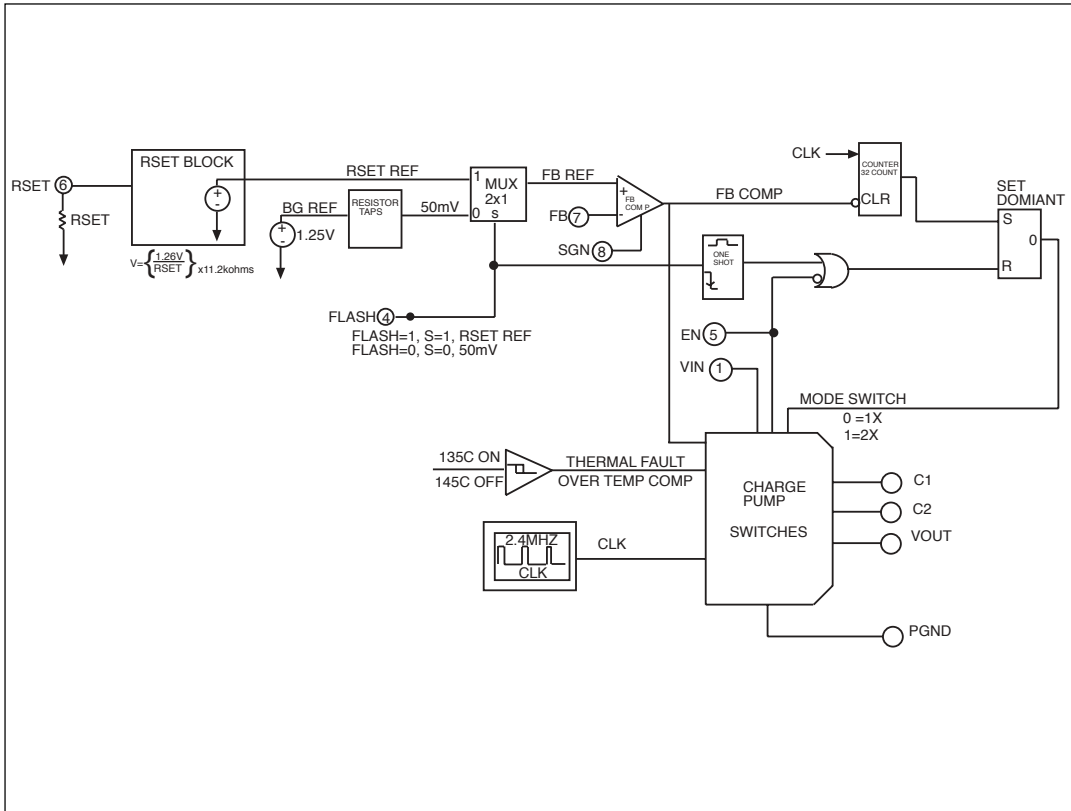 RSET BLOCK
RSET 6
RSET
+
-
V={1.26V/RSET}x11.2kohms
RSET REF
BG REF
+
-
1.25V
RESISTOR
TAPS
50mV
1
MUX
2x1
0 s
FB REF
+
FB
COM P
-
FB 7
SGN 8
FB COMP
CLK
COUNTER
32 COUNT
CLR
SET
DOMIANT
S
0
R
ONE
SHOT
FLASH 4
FLASH=1, S=1, RSET REF
FLASH=0, S=0, 50mV
EN 5
VIN 1
MODE SWITCH
0 =1X
1=2X
135C ON
145C OFF
THERMAL FAULT
OVER TEMP COMP
CHARGE
PUMP
SWITCHES
C1
C2
VOUT
2.4MHZ
CLK
CLK
PGND